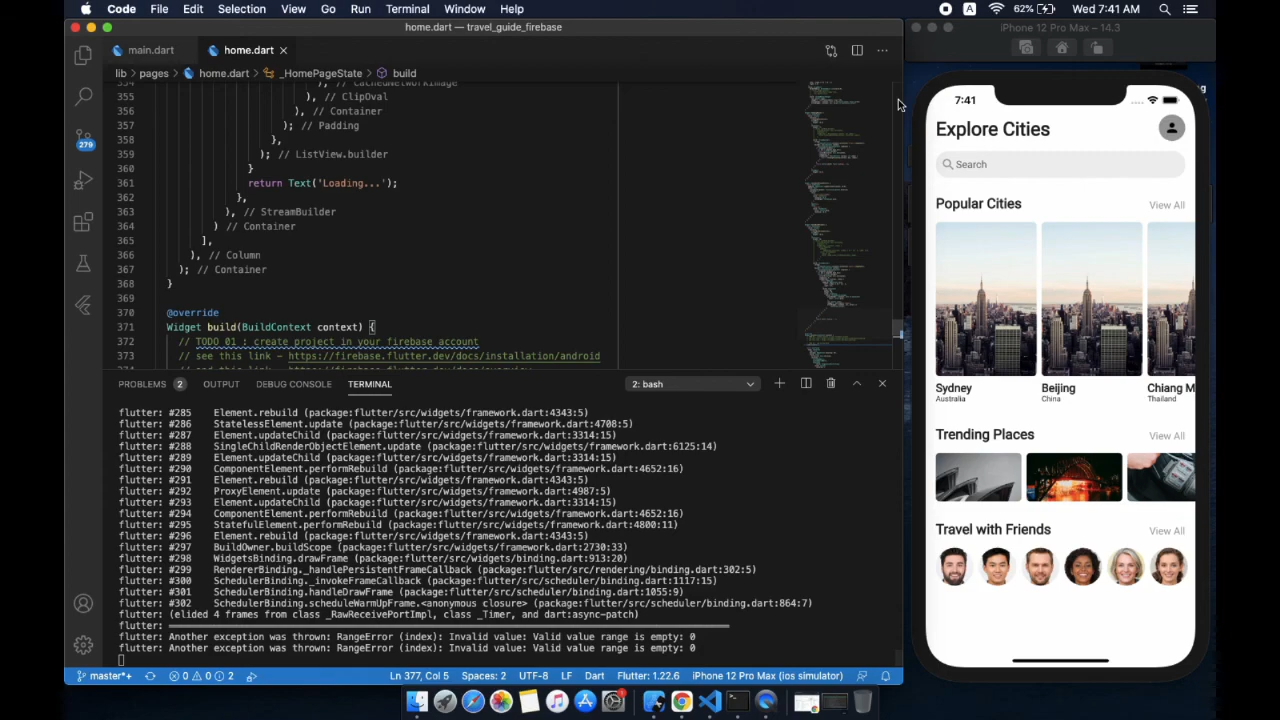 Code File Edit Selection View Go Run Terminal Window Help
A 62% Wed 7:41 AM
home.dart — travel_guide_firebase
main.dart home.dart
lib > pages > home.dart > _HomePageState > build
355 ), // ClipOval
356 ), // Container
357 ); // Padding
358 },
359 ); // ListView.builder
360 }
361 return Text('Loading...');
362 },
363 ), // StreamBuilder
364 ) // Container
365 ],
366 ), // Column
367 ); // Container
368 }
369
370 @override
371 Widget build(BuildContext context) {
372 // TODO 01 : create project in your firebase account
373 // see this link - https://firebase.flutter.dev/docs/installation/android
279
PROBLEMS 2 OUTPUT DEBUG CONSOLE TERMINAL 2: bash
flutter: #285 Element.rebuild (package:flutter/src/widgets/framework.dart:4343:5)
flutter: #286 StatelessElement.update (package:flutter/src/widgets/framework.dart:4708:5)
flutter: #287 Element.updateChild (package:flutter/src/widgets/framework.dart:3314:15)
flutter: #288 SingleChildRenderObjectElement.update (package:flutter/src/widgets/framework.dart:6125:14)
flutter: #289 Element.updateChild (package:flutter/src/widgets/framework.dart:3314:15)
flutter: #290 ComponentElement.performRebuild (package:flutter/src/widgets/framework.dart:4652:16)
flutter: #291 Element.rebuild (package:flutter/src/widgets/framework.dart:4343:5)
flutter: #292 ProxyElement.update (package:flutter/src/widgets/framework.dart:4987:5)
flutter: #293 Element.updateChild (package:flutter/src/widgets/framework.dart:3314:15)
flutter: #294 ComponentElement.performRebuild (package:flutter/src/widgets/framework.dart:4652:16)
flutter: #295 StatefulElement.performRebuild (package:flutter/src/widgets/framework.dart:4800:11)
flutter: #296 Element.rebuild (package:flutter/src/widgets/framework.dart:4343:5)
flutter: #297 BuildOwner.buildScope (package:flutter/src/widgets/framework.dart:2730:33)
flutter: #298 WidgetsBinding.drawFrame (package:flutter/src/widgets/binding.dart:913:20)
flutter: #299 RendererBinding._handlePersistentFrameCallback (package:flutter/src/rendering/binding.dart:302:5)
flutter: #300 SchedulerBinding._invokeFrameCallback (package:flutter/src/scheduler/binding.dart:1117:15)
flutter: #301 SchedulerBinding.handleDrawFrame (package:flutter/src/scheduler/binding.dart:1055:9)
flutter: #302 SchedulerBinding.scheduleWarmUpFrame.<anonymous closure> (package:flutter/src/scheduler/binding.dart:864:7)
flutter: (elided 4 frames from class _RawReceivePortImpl, class _Timer, and dart:async-patch)
flutter:
flutter: Another exception was thrown: RangeError (index): Invalid value: Valid value range is empty: 0
flutter: Another exception was thrown: RangeError (index): Invalid value: Valid value range is empty: 0
master*+ 0 0 2 Ln 377, Col 5 Spaces: 2 UTF-8 LF Dart Flutter: 1.22.6 iPhone 12 Pro Max (ios simulator)
iPhone 12 Pro Max – 14.3
7:41
Explore Cities
Search
Popular Cities View All
Sydney Beijing Chiang M
Australia China Thailand
Trending Places View All
Travel with Friends View All